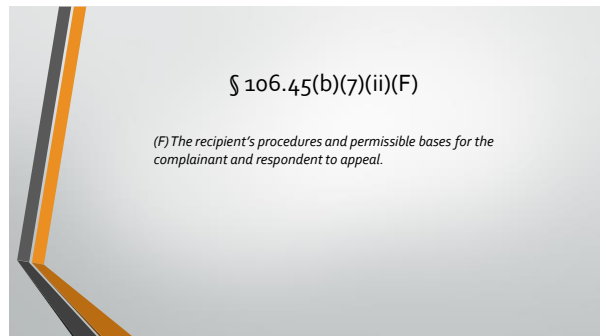 § 106.45(b)(7)(ii)(F)
(F) The recipient's procedures and permissible bases for the
complainant and respondent to appeal.